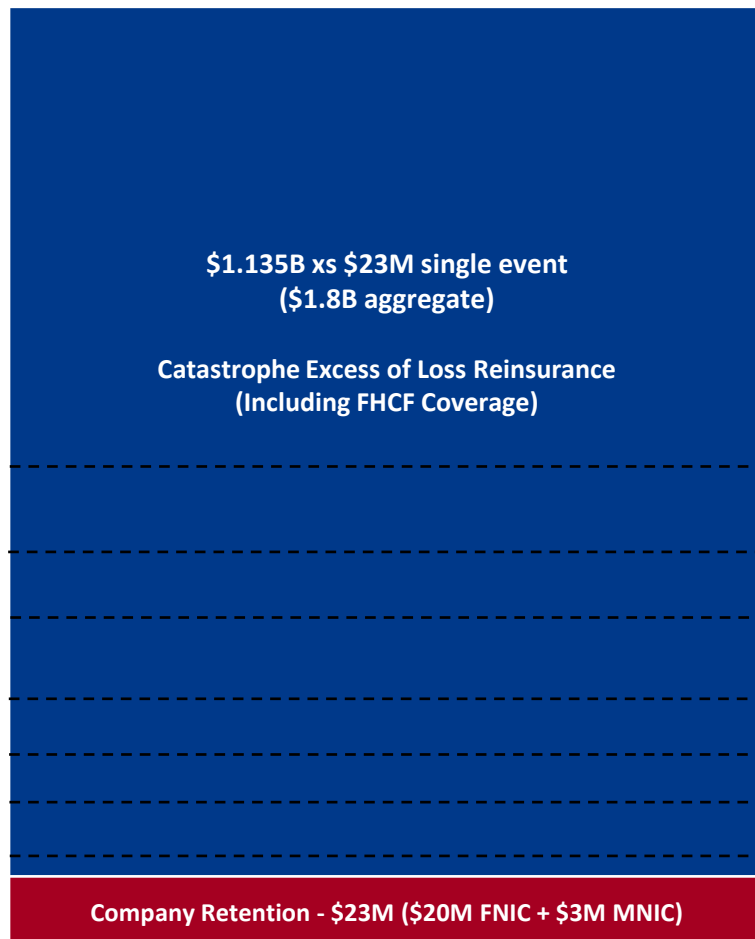 $1.135B xs $23M single event
($1.8B aggregate)
Catastrophe Excess of Loss Reinsurance
(Including FHCF Coverage)
Company Retention - $23M ($20M FNIC + $3M MNIC)